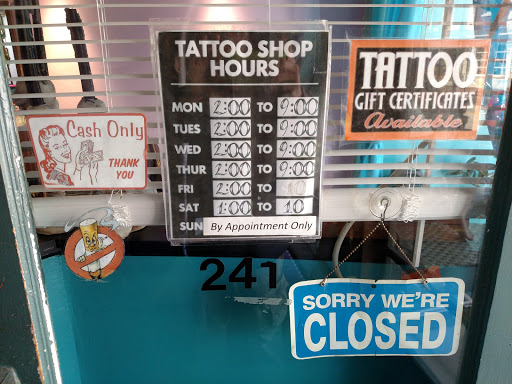 TATTOO SHOP
HOURS
MON 2:00 TO 9:00
TUES 2:00 TO 9:00
WED 2:00 TO 9:00
THUR 2:00 TO 9:00
FRI 2:00 TO 10
SAT 1:00 TO 10
SUN By Appointment Only
Cash Only
THANK
YOU
TATTOO
GIFT CERTIFICATES
Available
241
SORRY WE'RE
CLOSED